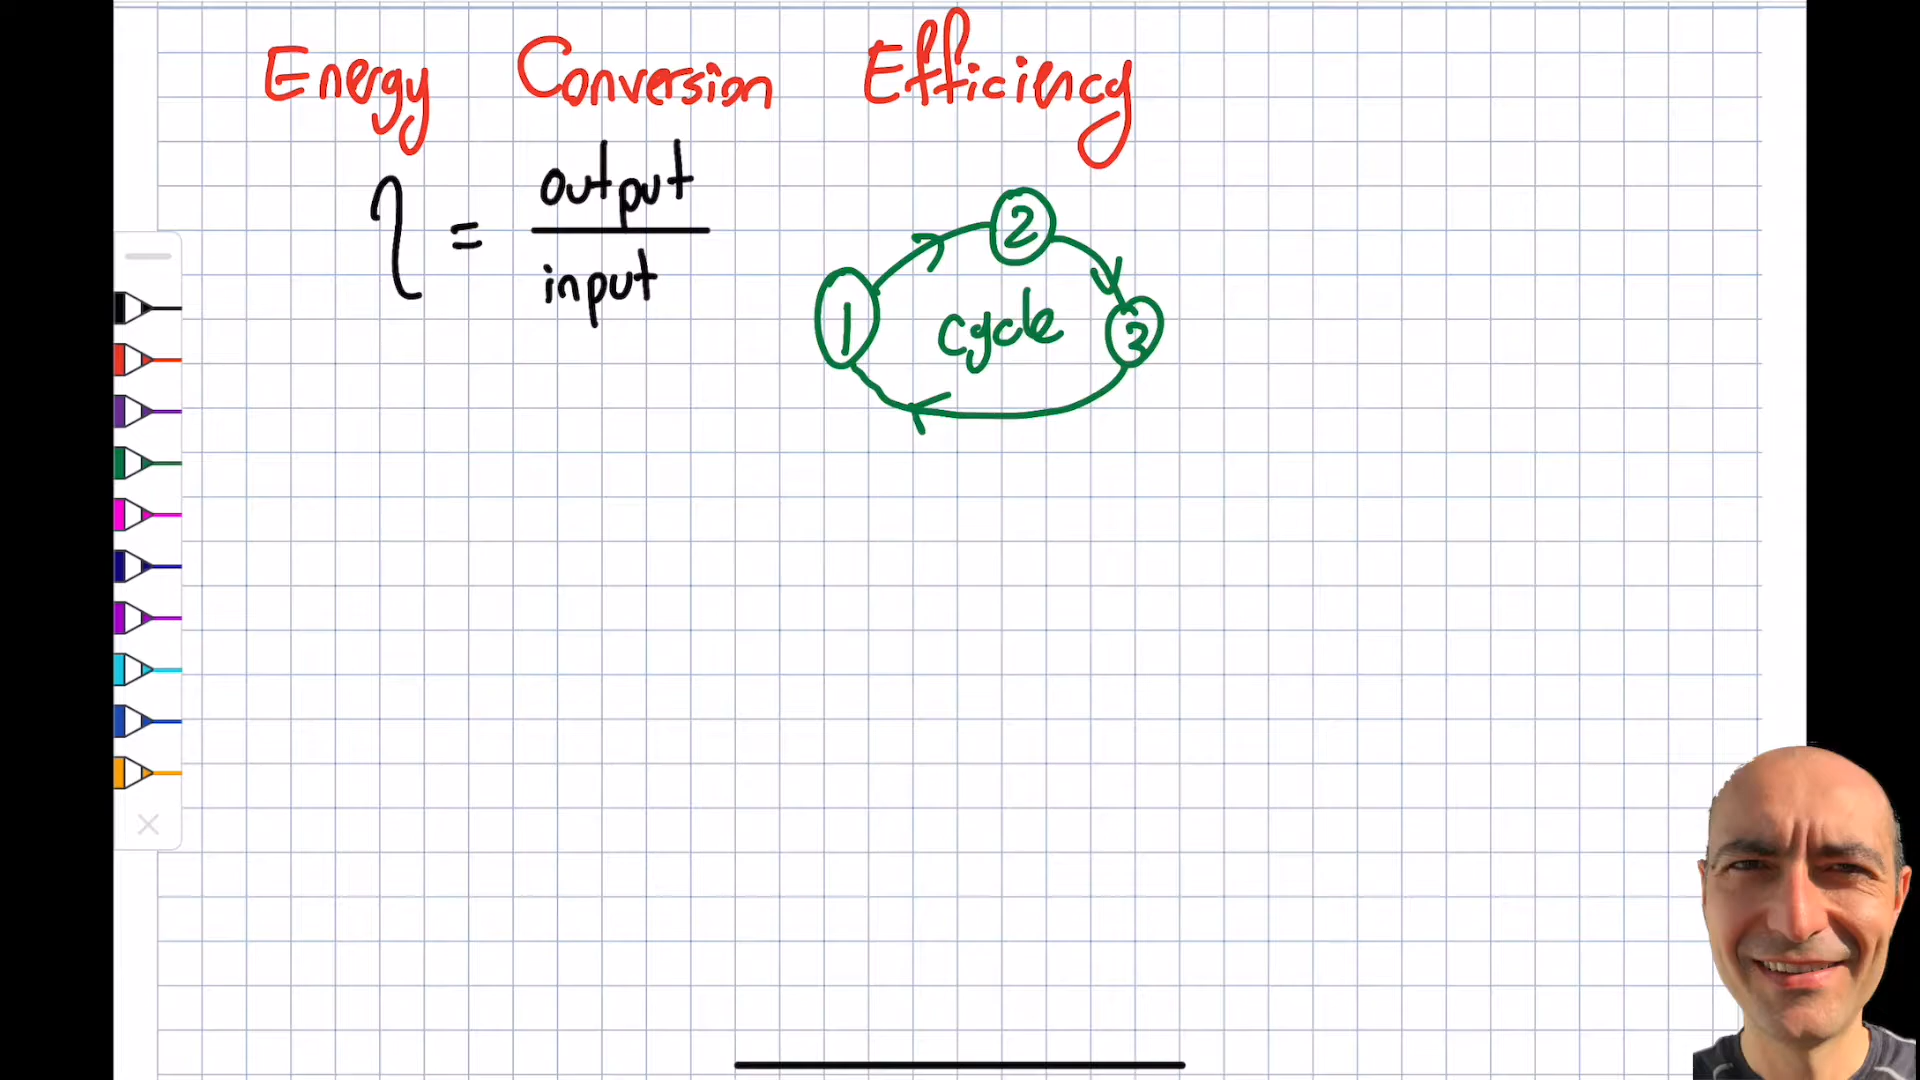 Energy Conversion Efficiency
η = output / input
1
2
3
cycle